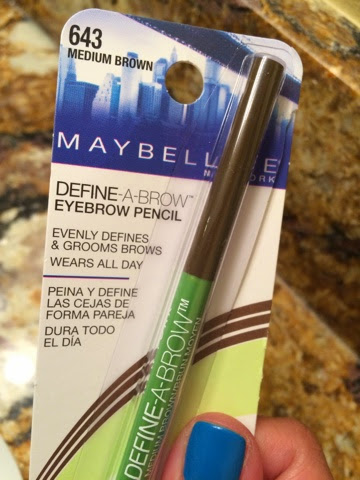 643
MEDIUM BROWN
MAYBELLINE
NEW YORK
DEFINE-A-BROW™
EYEBROW PENCIL
EVENLY DEFINES
& GROOMS BROWS
WEARS ALL DAY
PEINA Y DEFINE
LAS CEJAS DE
FORMA PAREJA
DURA TODO
EL DÍA
DEFINE-A-BROW™